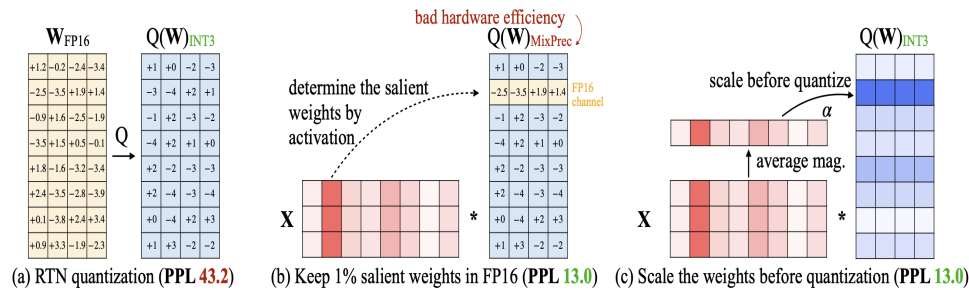 W_FP16
Q(W)_INT3
+1.2 -0.2 -2.4 -3.4
-2.5 -3.5 +1.9 +1.4
-0.9 +1.6 -2.5 -1.9
-3.5 +1.5 +0.5 -0.1
+1.8 -1.6 -3.2 -3.4
+2.4 -3.5 -2.8 -3.9
+0.1 -3.8 +2.4 +3.4
+0.9 +3.3 -1.9 -2.3
Q
+1 +0 -2 -3
-3 -4 +2 +1
-1 +2 -3 -2
-4 +2 +1 +0
+2 -2 -3 -3
+2 -4 -3 -4
+0 -4 +2 +3
+1 +3 -2 -2
(a) RTN quantization (PPL 43.2)
bad hardware efficiency
Q(W)_MixPrec
determine the salient
weights by
activation
+1 +0 -2 -3
-2.5 -3.5 +1.9 +1.4
-1 +2 -3 -2
-4 +2 +1 +0
+2 -2 -3 -3
+2 -4 -3 -4
+0 -4 +2 +3
+1 +3 -2 -2
FP16
channel
X
*
(b) Keep 1% salient weights in FP16 (PPL 13.0)
Q(W)_INT3
scale before quantize
α
average mag.
X
*
(c) Scale the weights before quantization (PPL 13.0)